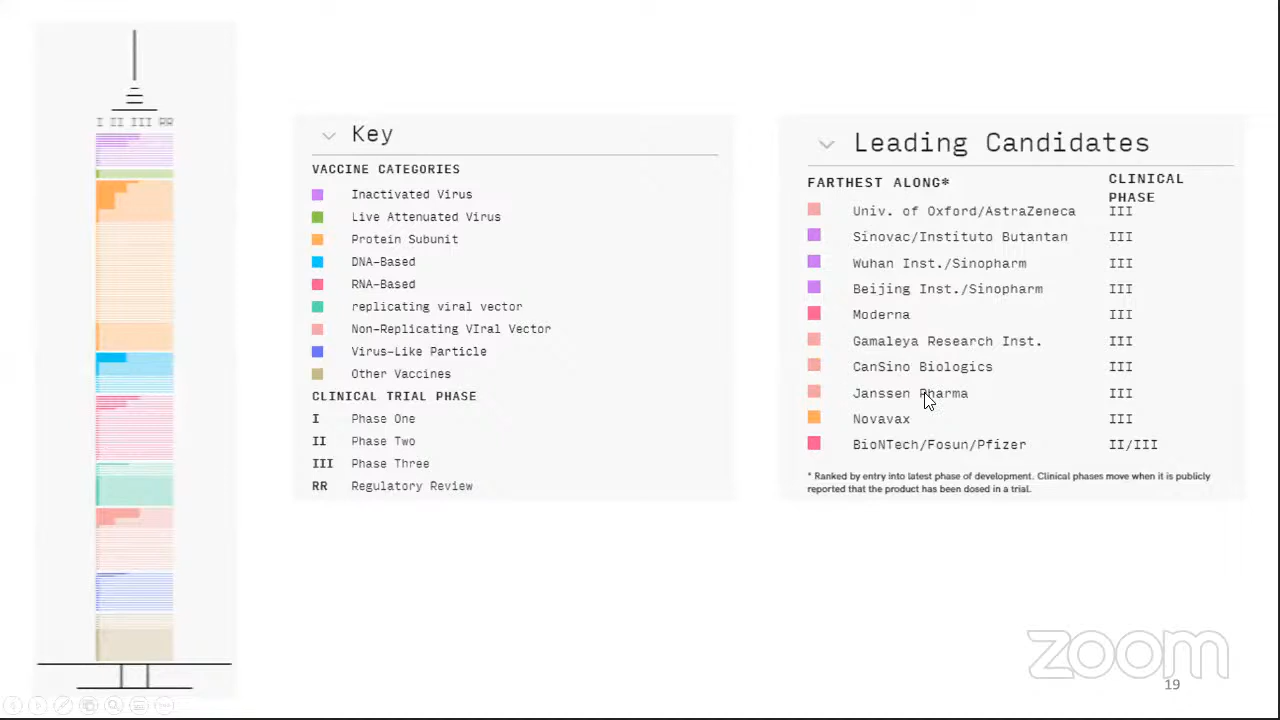 I II III RR
Key
VACCINE CATEGORIES
Inactivated Virus
Live Attenuated Virus
Protein Subunit
DNA-Based
RNA-Based
replicating viral vector
Non-Replicating VIral Vector
Virus-Like Particle
Other Vaccines
CLINICAL TRIAL PHASE
I Phase One
II Phase Two
III Phase Three
RR Regulatory Review
Leading Candidates
FARTHEST ALONG* CLINICAL PHASE
Univ. of Oxford/AstraZeneca III
Sinovac/Instituto Butantan III
Wuhan Inst./Sinopharm III
Beijing Inst./Sinopharm III
Moderna III
Gamaleya Research Inst. III
CanSino Biologics III
Janssen Pharma III
Novavax III
BioNTech/Fosun/Pfizer II/III
* Ranked by entry into latest phase of development. Clinical phases move when it is publicly
reported that the product has been dosed in a trial.
zoom
19